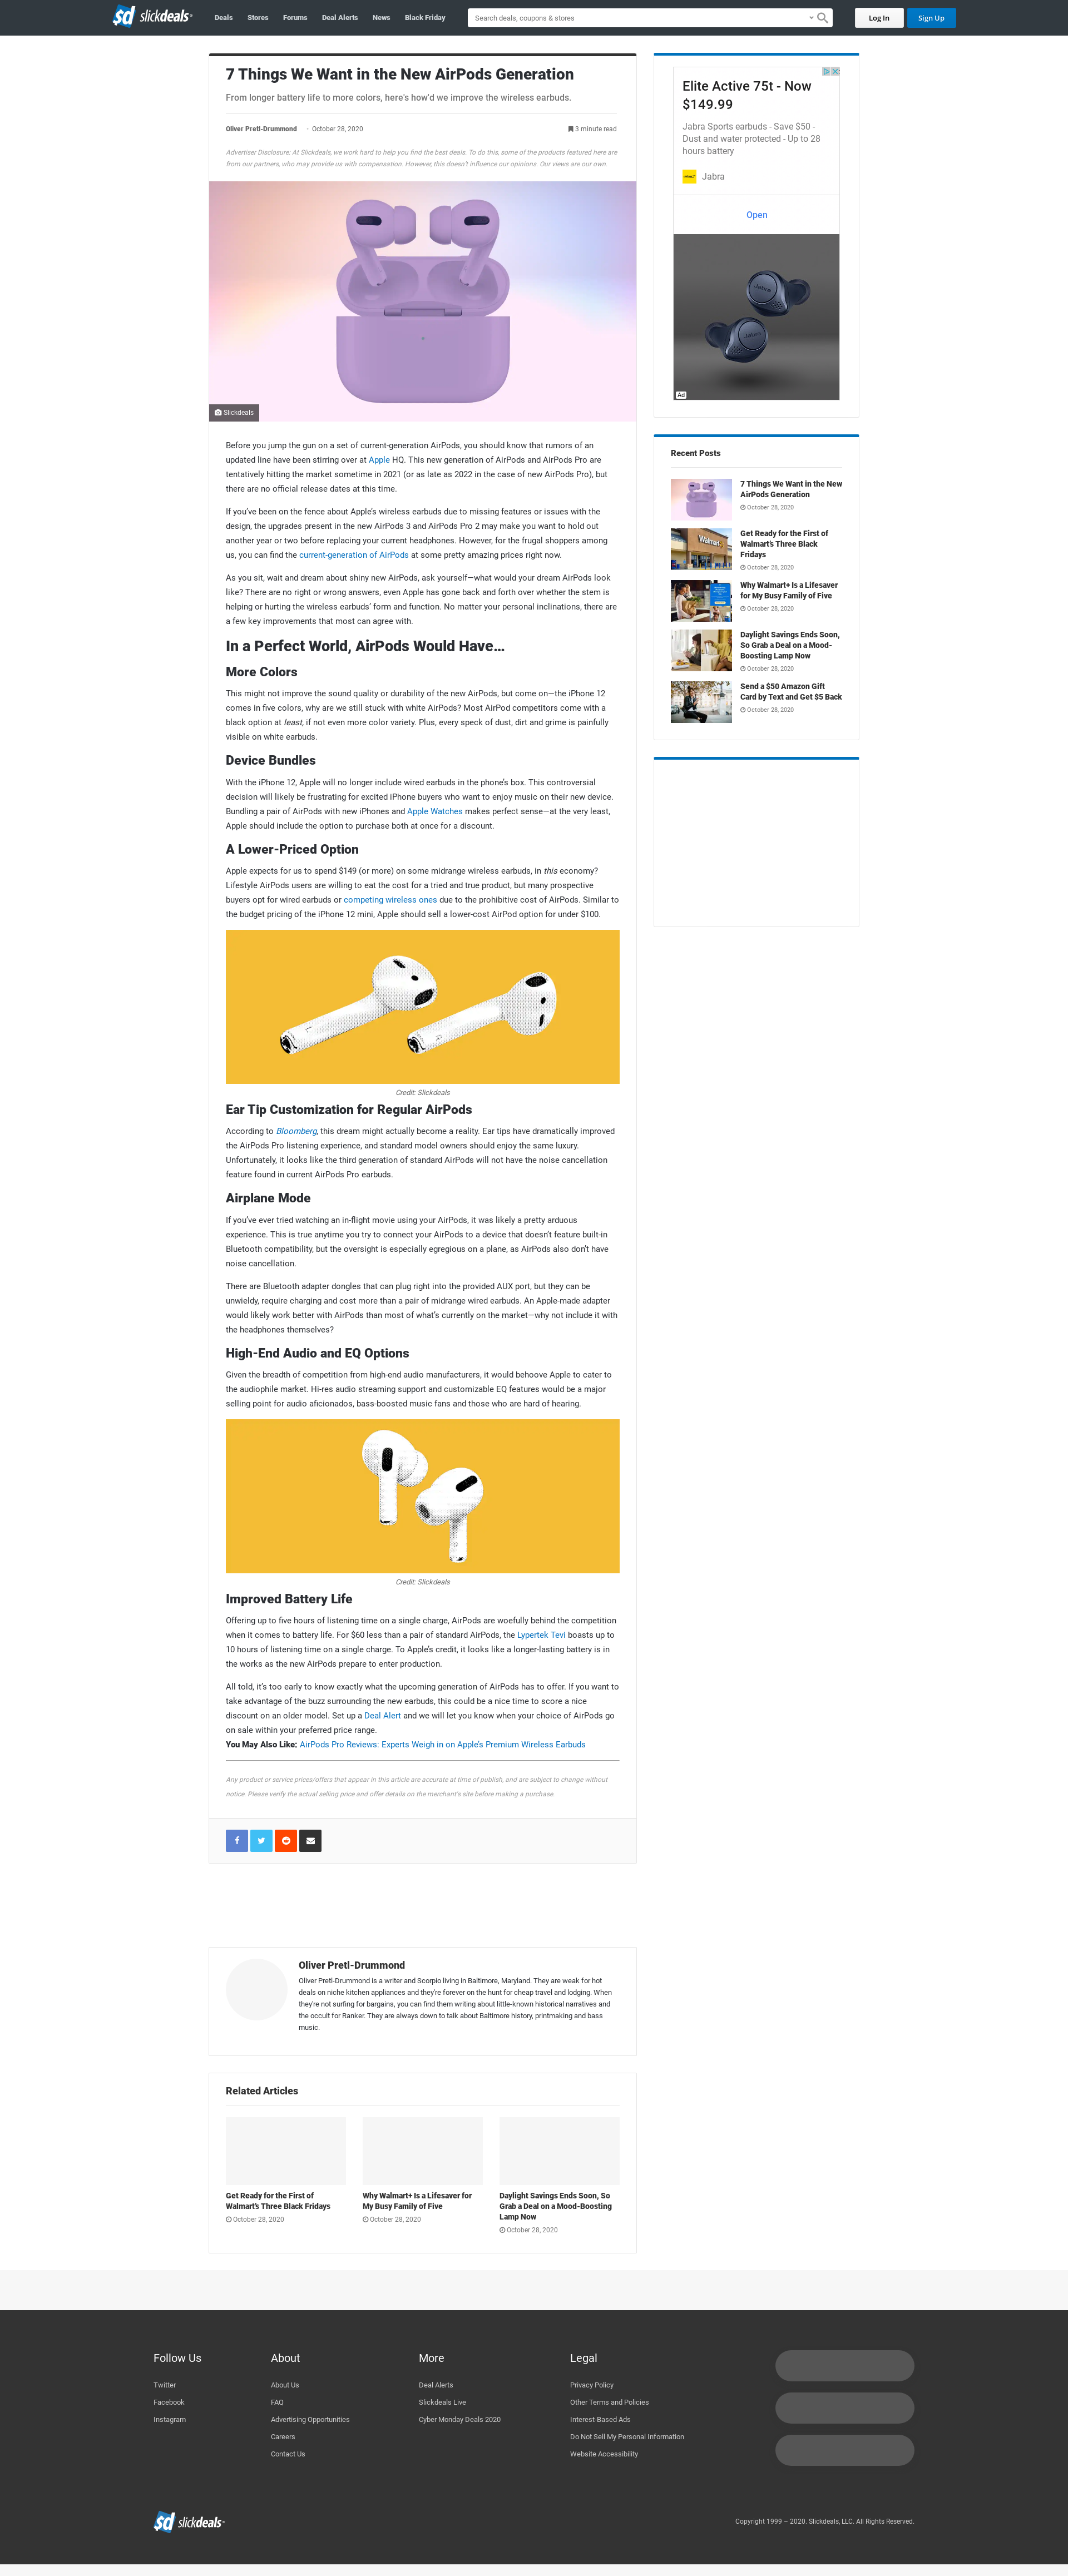 sd slickdeals
Deals Stores Forums Deal Alerts News Black Friday
Search deals, coupons & stores
Log In
Sign Up
7 Things We Want in the New AirPods Generation
From longer battery life to more colors, here's how'd we improve the wireless earbuds.
Oliver Pretl-Drummond · October 28, 2020
3 minute read
Advertiser Disclosure: At Slickdeals, we work hard to help you find the best deals. To do this, some of the products featured here are
from our partners, who may provide us with compensation. However, this doesn't influence our opinions. Our views are our own.
Slickdeals
Before you jump the gun on a set of current-generation AirPods, you should know that rumors of an
updated line have been stirring over at Apple HQ. This new generation of AirPods and AirPods Pro are
tentatively hitting the market sometime in 2021 (or as late as 2022 in the case of new AirPods Pro), but
there are no official release dates at this time.
If you've been on the fence about Apple's wireless earbuds due to missing features or issues with the
design, the upgrades present in the new AirPods 3 and AirPods Pro 2 may make you want to hold out
another year or two before replacing your current headphones. However, for the frugal shoppers among
us, you can find the current-generation of AirPods at some pretty amazing prices right now.
As you sit, wait and dream about shiny new AirPods, ask yourself—what would your dream AirPods look
like? There are no right or wrong answers, even Apple has gone back and forth over whether the stem is
helping or hurting the wireless earbuds' form and function. No matter your personal inclinations, there are
a few key improvements that most can agree with.
In a Perfect World, AirPods Would Have…
More Colors
This might not improve the sound quality or durability of the new AirPods, but come on—the iPhone 12
comes in five colors, why are we still stuck with white AirPods? Most AirPod competitors come with a
black option at least, if not even more color variety. Plus, every speck of dust, dirt and grime is painfully
visible on white earbuds.
Device Bundles
With the iPhone 12, Apple will no longer include wired earbuds in the phone's box. This controversial
decision will likely be frustrating for excited iPhone buyers who want to enjoy music on their new device.
Bundling a pair of AirPods with new iPhones and Apple Watches makes perfect sense—at the very least,
Apple should include the option to purchase both at once for a discount.
A Lower-Priced Option
Apple expects for us to spend $149 (or more) on some midrange wireless earbuds, in this economy?
Lifestyle AirPods users are willing to eat the cost for a tried and true product, but many prospective
buyers opt for wired earbuds or competing wireless ones due to the prohibitive cost of AirPods. Similar to
the budget pricing of the iPhone 12 mini, Apple should sell a lower-cost AirPod option for under $100.
Credit: Slickdeals
Ear Tip Customization for Regular AirPods
According to Bloomberg, this dream might actually become a reality. Ear tips have dramatically improved
the AirPods Pro listening experience, and standard model owners should enjoy the same luxury.
Unfortunately, it looks like the third generation of standard AirPods will not have the noise cancellation
feature found in current AirPods Pro earbuds.
Airplane Mode
If you've ever tried watching an in-flight movie using your AirPods, it was likely a pretty arduous
experience. This is true anytime you try to connect your AirPods to a device that doesn't feature built-in
Bluetooth compatibility, but the oversight is especially egregious on a plane, as AirPods also don't have
noise cancellation.
There are Bluetooth adapter dongles that can plug right into the provided AUX port, but they can be
unwieldy, require charging and cost more than a pair of midrange wired earbuds. An Apple-made adapter
would likely work better with AirPods than most of what's currently on the market—why not include it with
the headphones themselves?
High-End Audio and EQ Options
Given the breadth of competition from high-end audio manufacturers, it would behoove Apple to cater to
the audiophile market. Hi-res audio streaming support and customizable EQ features would be a major
selling point for audio aficionados, bass-boosted music fans and those who are hard of hearing.
Credit: Slickdeals
Improved Battery Life
Offering up to five hours of listening time on a single charge, AirPods are woefully behind the competition
when it comes to battery life. For $60 less than a pair of standard AirPods, the Lypertek Tevi boasts up to
10 hours of listening time on a single charge. To Apple's credit, it looks like a longer-lasting battery is in
the works as the new AirPods prepare to enter production.
All told, it's too early to know exactly what the upcoming generation of AirPods has to offer. If you want to
take advantage of the buzz surrounding the new earbuds, this could be a nice time to score a nice
discount on an older model. Set up a Deal Alert and we will let you know when your choice of AirPods go
on sale within your preferred price range.
You May Also Like: AirPods Pro Reviews: Experts Weigh in on Apple's Premium Wireless Earbuds
Any product or service prices/offers that appear in this article are accurate at time of publish, and are subject to change without
notice. Please verify the actual selling price and offer details on the merchant's site before making a purchase.
Oliver Pretl-Drummond
Oliver Pretl-Drummond is a writer and Scorpio living in Baltimore, Maryland. They are weak for hot
deals on niche kitchen appliances and they're forever on the hunt for cheap travel and lodging. When
they're not surfing for bargains, you can find them writing about little-known historical narratives and
the occult for Ranker. They are always down to talk about Baltimore history, printmaking and bass
music.
Related Articles
Get Ready for the First of
Walmart's Three Black Fridays
October 28, 2020
Why Walmart+ Is a Lifesaver for
My Busy Family of Five
October 28, 2020
Daylight Savings Ends Soon, So
Grab a Deal on a Mood-Boosting
Lamp Now
October 28, 2020
Elite Active 75t - Now
$149.99
Jabra Sports earbuds - Save $50 -
Dust and water protected - Up to 28
hours battery
Jabra
Open
Jabra
Jabra
Ad
Recent Posts
7 Things We Want in the New
AirPods Generation
October 28, 2020
Walmart
Get Ready for the First of
Walmart's Three Black
Fridays
October 28, 2020
Why Walmart+ Is a Lifesaver
for My Busy Family of Five
October 28, 2020
Daylight Savings Ends Soon,
So Grab a Deal on a Mood-
Boosting Lamp Now
October 28, 2020
Send a $50 Amazon Gift
Card by Text and Get $5 Back
October 28, 2020
Follow Us
Twitter
Facebook
Instagram
About
About Us
FAQ
Advertising Opportunities
Careers
Contact Us
More
Deal Alerts
Slickdeals Live
Cyber Monday Deals 2020
Legal
Privacy Policy
Other Terms and Policies
Interest-Based Ads
Do Not Sell My Personal Information
Website Accessibility
sd slickdeals
Copyright 1999 – 2020. Slickdeals, LLC. All Rights Reserved.